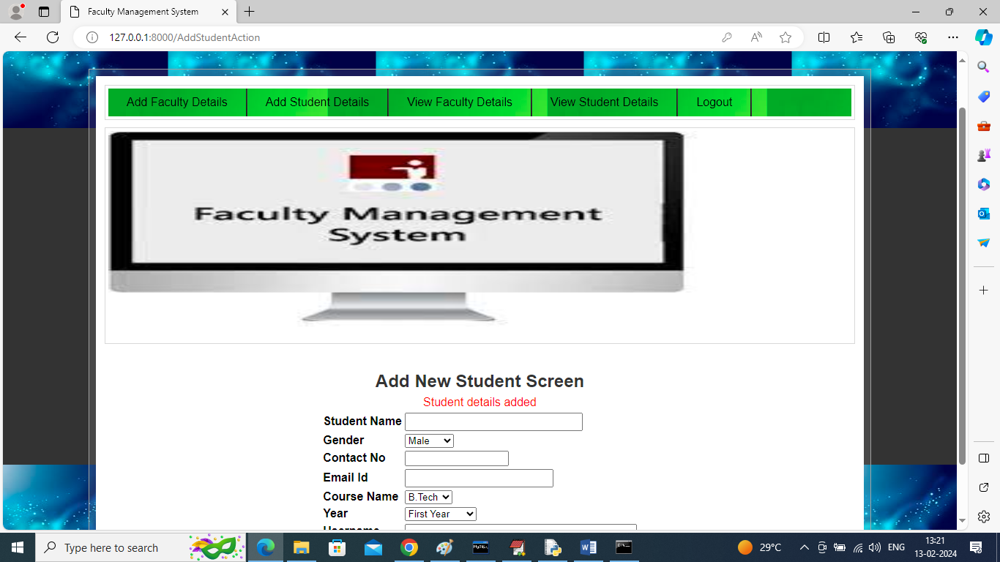 Faculty Management System
127.0.0.1:8000/AddStudentAction
Add Faculty Details Add Student Details View Faculty Details View Student Details Logout
Faculty Management
System
Add New Student Screen
Student details added
Student Name
Gender Male
Contact No
Email Id
Course Name B.Tech
Year First Year
Username
Type here to search
29°C
ENG
13:21
13-02-2024